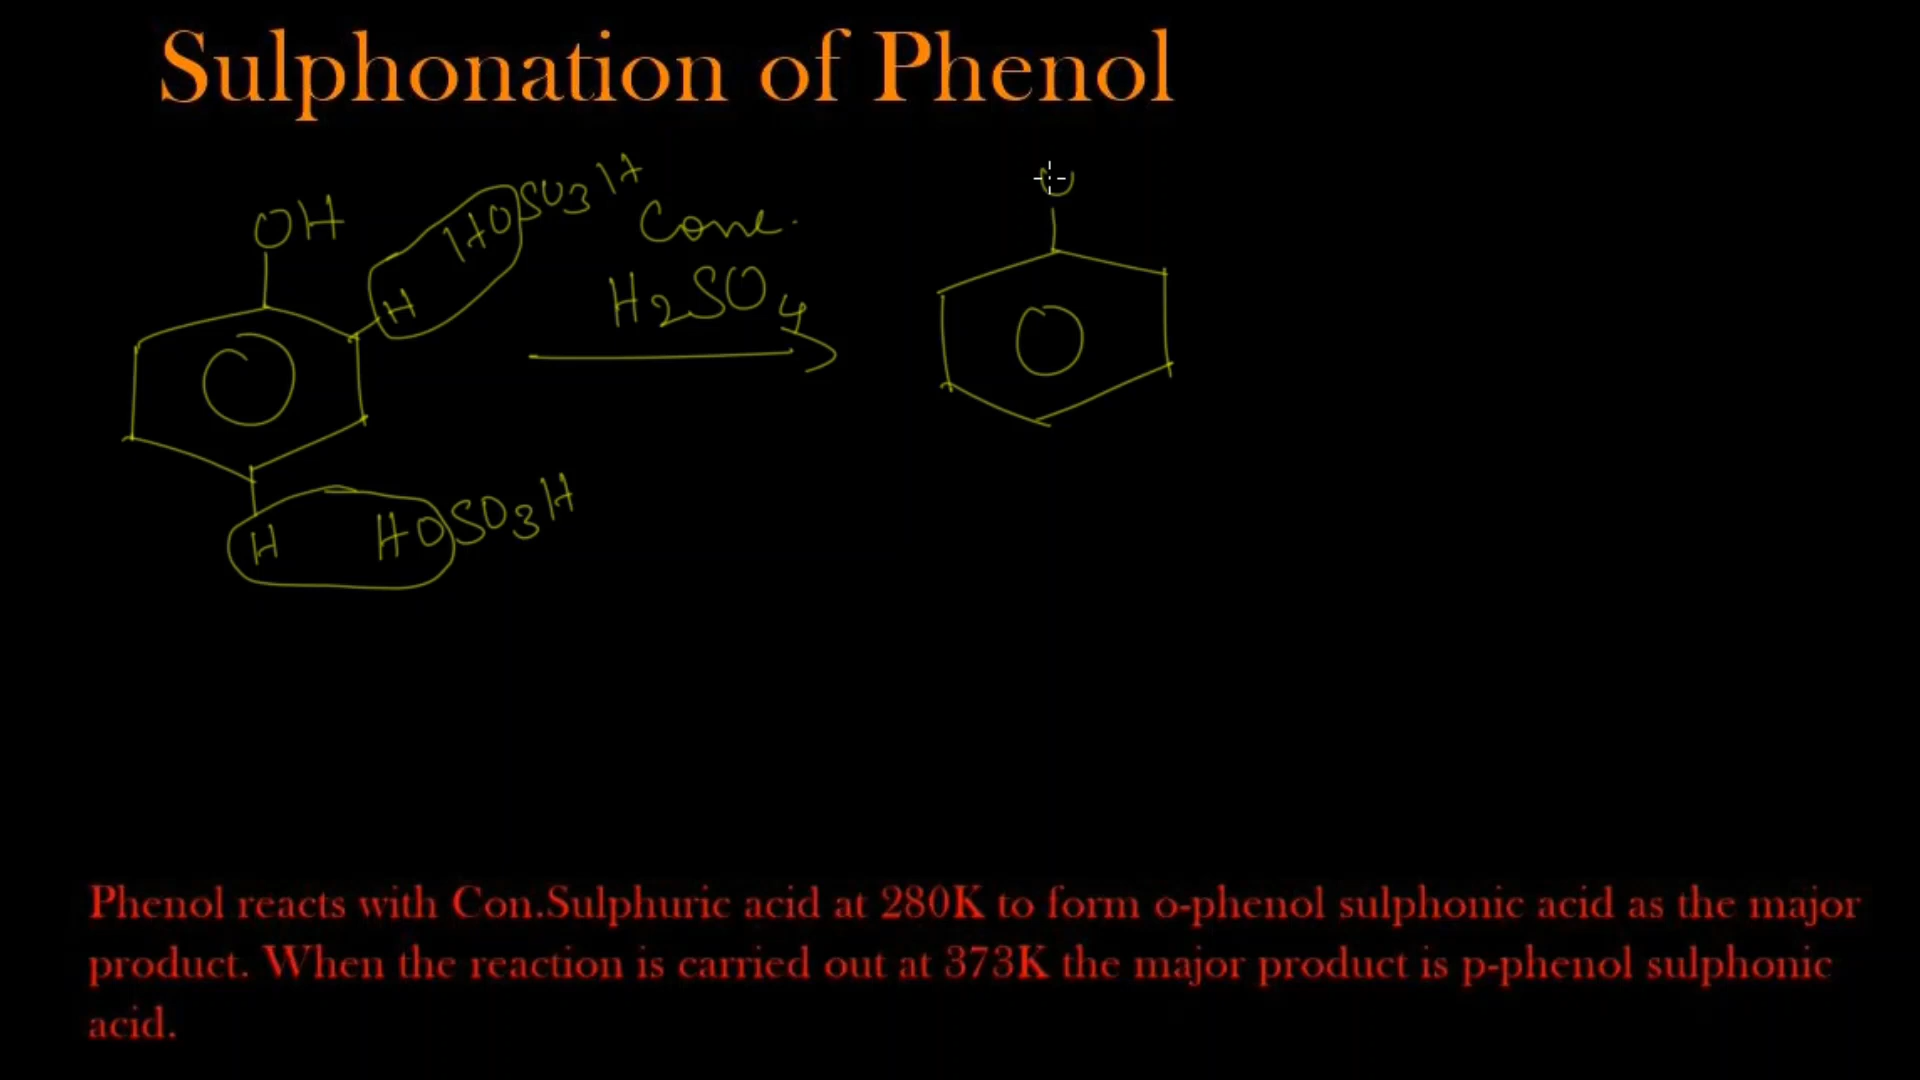 Sulphonation of Phenol
OH
HOSO3H
H
Conc.
H2SO4
H HOSO3H
Phenol reacts with Con.Sulphuric acid at 280K to form o-phenol sulphonic acid as the major
product. When the reaction is carried out at 373K the major product is p-phenol sulphonic
acid.